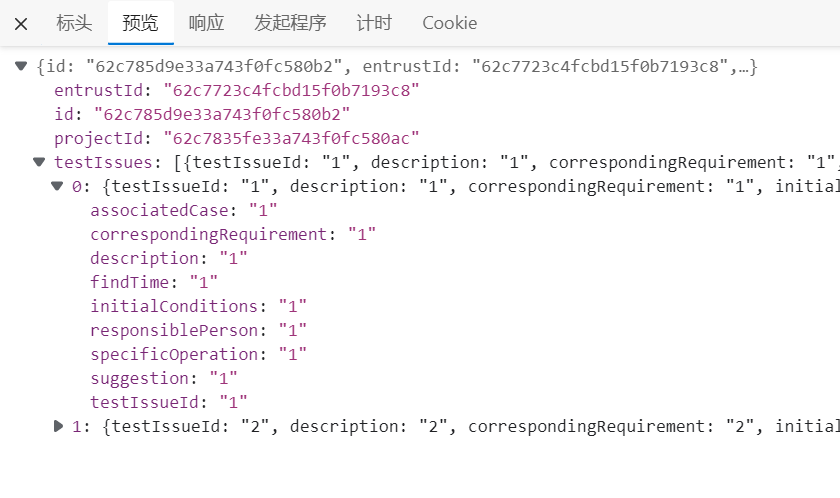 × 标头 预览 响应 发起程序 计时 Cookie
▼ {id: "62c785d9e33a743f0fc580b2", entrustId: "62c7723c4fcbd15f0b7193c8",…}
entrustId: "62c7723c4fcbd15f0b7193c8"
id: "62c785d9e33a743f0fc580b2"
projectId: "62c7835fe33a743f0fc580ac"
▼ testIssues: [{testIssueId: "1", description: "1", correspondingRequirement: "1",
▼ 0: {testIssueId: "1", description: "1", correspondingRequirement: "1", initial
associatedCase: "1"
correspondingRequirement: "1"
description: "1"
findTime: "1"
initialConditions: "1"
responsiblePerson: "1"
specificOperation: "1"
suggestion: "1"
testIssueId: "1"
▶ 1: {testIssueId: "2", description: "2", correspondingRequirement: "2", initial